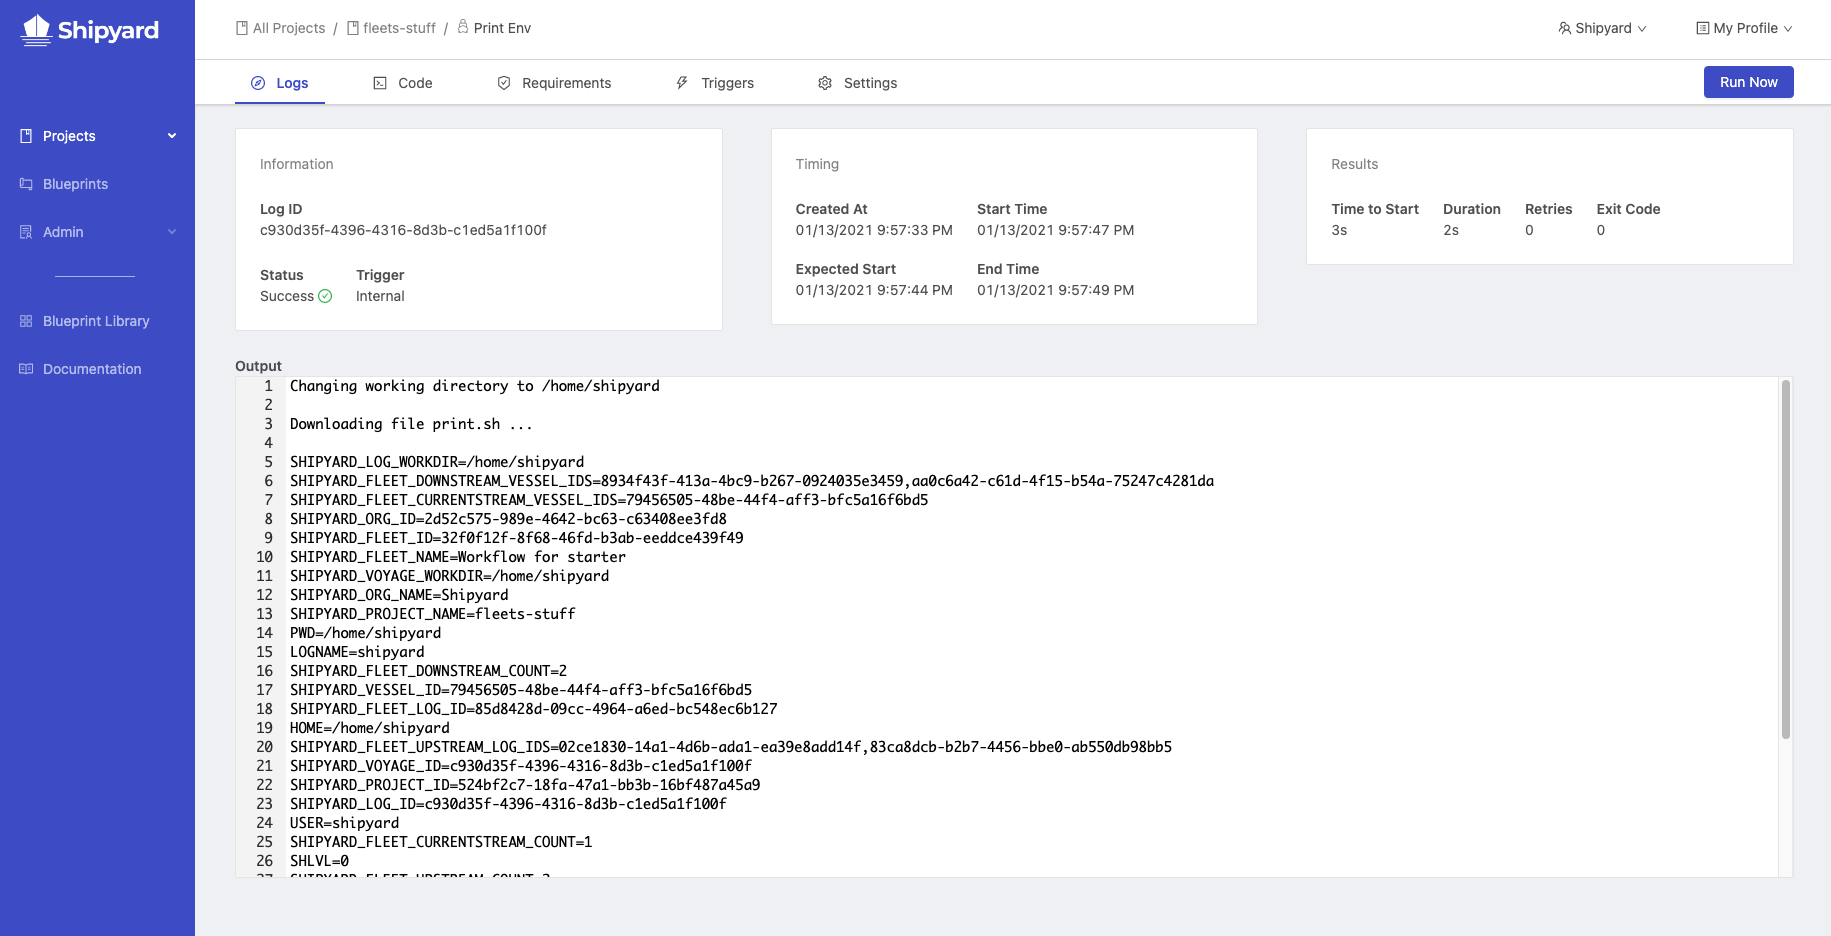 Shipyard
All Projects / fleets-stuff / Print Env
Shipyard
My Profile
Projects
Blueprints
Admin
Blueprint Library
Documentation
Logs
Code
Requirements
Triggers
Settings
Run Now
Information
Log ID
c930d35f-4396-4316-8d3b-c1ed5a1f100f
Status Trigger
Success Internal
Timing
Created At Start Time
01/13/2021 9:57:33 PM 01/13/2021 9:57:47 PM
Expected Start End Time
01/13/2021 9:57:44 PM 01/13/2021 9:57:49 PM
Results
Time to Start Duration Retries Exit Code
3s 2s 0 0
Output
1 Changing working directory to /home/shipyard
2
3 Downloading file print.sh ...
4
5 SHIPYARD_LOG_WORKDIR=/home/shipyard
6 SHIPYARD_FLEET_DOWNSTREAM_VESSEL_IDS=8934f43f-413a-4bc9-b267-0924035e3459,aa0c6a42-c61d-4f15-b54a-75247c4281da
7 SHIPYARD_FLEET_CURRENTSTREAM_VESSEL_IDS=79456505-48be-44f4-aff3-bfc5a16f6bd5
8 SHIPYARD_ORG_ID=2d52c575-989e-4642-bc63-c63408ee3fd8
9 SHIPYARD_FLEET_ID=32f0f12f-8f68-46fd-b3ab-eeddce439f49
10 SHIPYARD_FLEET_NAME=Workflow for starter
11 SHIPYARD_VOYAGE_WORKDIR=/home/shipyard
12 SHIPYARD_ORG_NAME=Shipyard
13 SHIPYARD_PROJECT_NAME=fleets-stuff
14 PWD=/home/shipyard
15 LOGNAME=shipyard
16 SHIPYARD_FLEET_DOWNSTREAM_COUNT=2
17 SHIPYARD_VESSEL_ID=79456505-48be-44f4-aff3-bfc5a16f6bd5
18 SHIPYARD_FLEET_LOG_ID=85d8428d-09cc-4964-a6ed-bc548ec6b127
19 HOME=/home/shipyard
20 SHIPYARD_FLEET_UPSTREAM_LOG_IDS=02ce1830-14a1-4d6b-ada1-ea39e8add14f,83ca8dcb-b2b7-4456-bbe0-ab550db98bb5
21 SHIPYARD_VOYAGE_ID=c930d35f-4396-4316-8d3b-c1ed5a1f100f
22 SHIPYARD_PROJECT_ID=524bf2c7-18fa-47a1-bb3b-16bf487a45a9
23 SHIPYARD_LOG_ID=c930d35f-4396-4316-8d3b-c1ed5a1f100f
24 USER=shipyard
25 SHIPYARD_FLEET_CURRENTSTREAM_COUNT=1
26 SHLVL=0